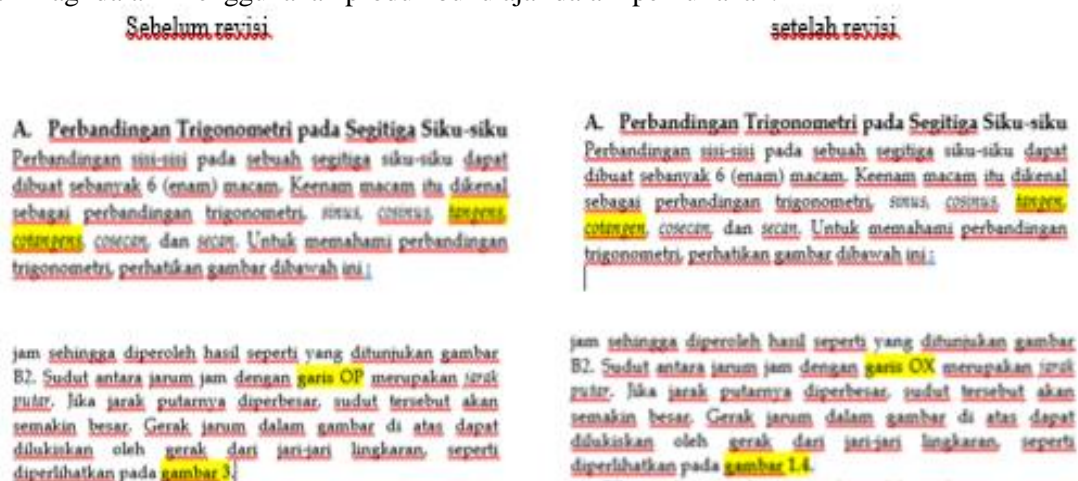 Sebelum revisi
setelah revisi
A. Perbandingan Trigonometri pada Segitiga Siku-siku
Perbandingan sisi-sisi pada sebuah segitiga siku-siku dapat
dibuat sebanyak 6 (enam) macam. Keenam macam itu dikenal
sebagai perbandingan trigonometri, sinus, cosinus, tangens,
cotangens, cosecan, dan secan. Untuk memahami perbandingan
trigonometri, perhatikan gambar dibawah ini :
jam sehingga diperoleh hasil seperti yang ditunjukan gambar
B2. Sudut antara jarum jam dengan garis OP merupakan jarak
putar. Jika jarak putarnya diperbesar, sudut tersebut akan
semakin besar. Gerak jarum dalam gambar di atas dapat
dilukiskan oleh gerak dari jari-jari lingkaran, seperti
diperlihatkan pada gambar 3.
A. Perbandingan Trigonometri pada Segitiga Siku-siku
Perbandingan sisi-sisi pada sebuah segitiga siku-siku dapat
dibuat sebanyak 6 (enam) macam. Keenam macam itu dikenal
sebagai perbandingan trigonometri, sinus, cosinus, tangen,
cotangen, cosecan, dan secan. Untuk memahami perbandingan
trigonometri, perhatikan gambar dibawah ini :
jam sehingga diperoleh hasil seperti yang ditunjukan gambar
B2. Sudut antara jarum jam dengan garis OX merupakan jarak
putar. Jika jarak putarnya diperbesar, sudut tersebut akan
semakin besar. Gerak jarum dalam gambar di atas dapat
dilukiskan oleh gerak dari jari-jari lingkaran, seperti
diperlihatkan pada gambar 1.4.